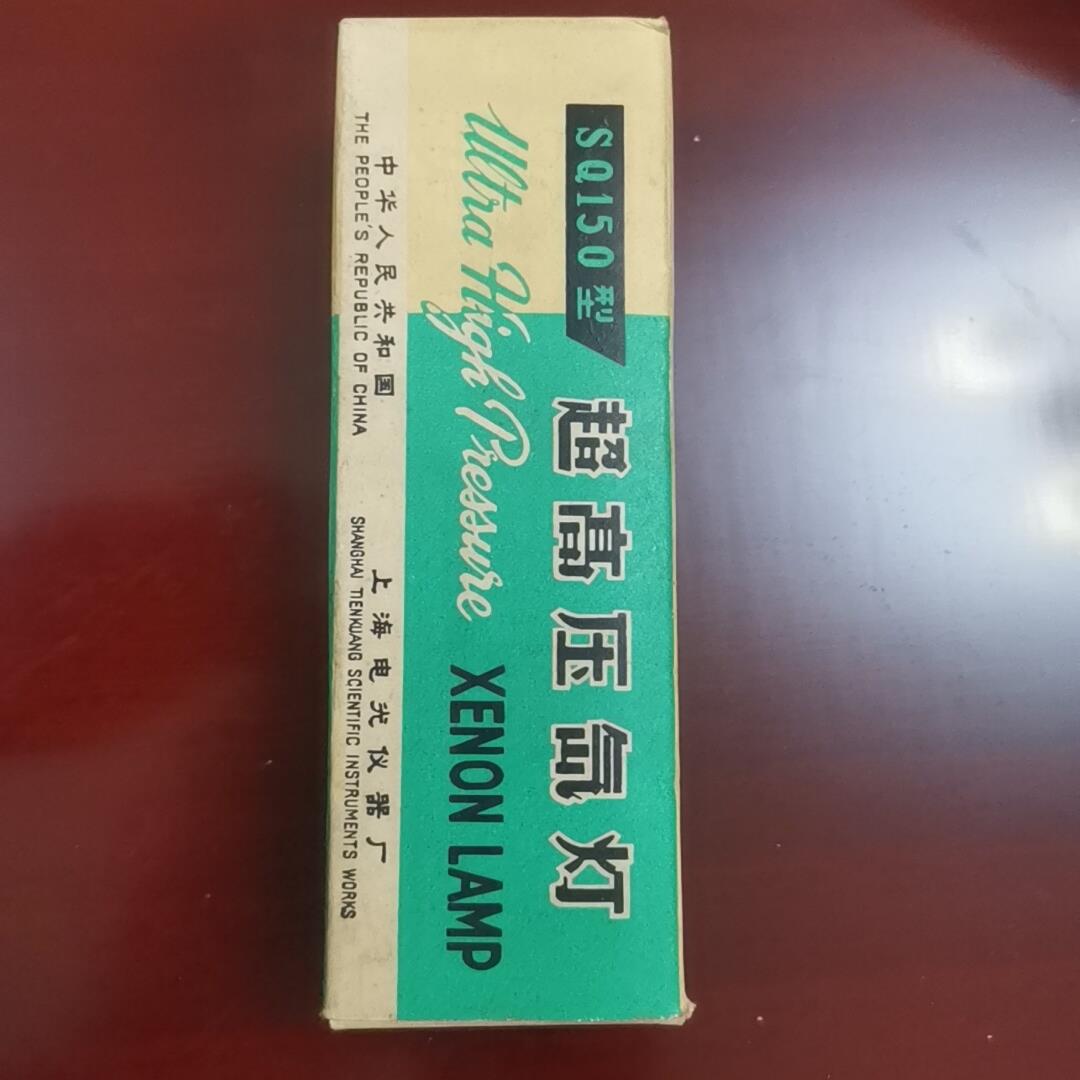 SQ150型
超高压氙灯
Ultra High Pressure XENON LAMP
中华人民共和国
THE PEOPLE'S REPUBLIC OF CHINA
上海电光仪器厂
SHANGHAI TIENKUANG SCIENTIFIC INSTRUMENTS WORKS